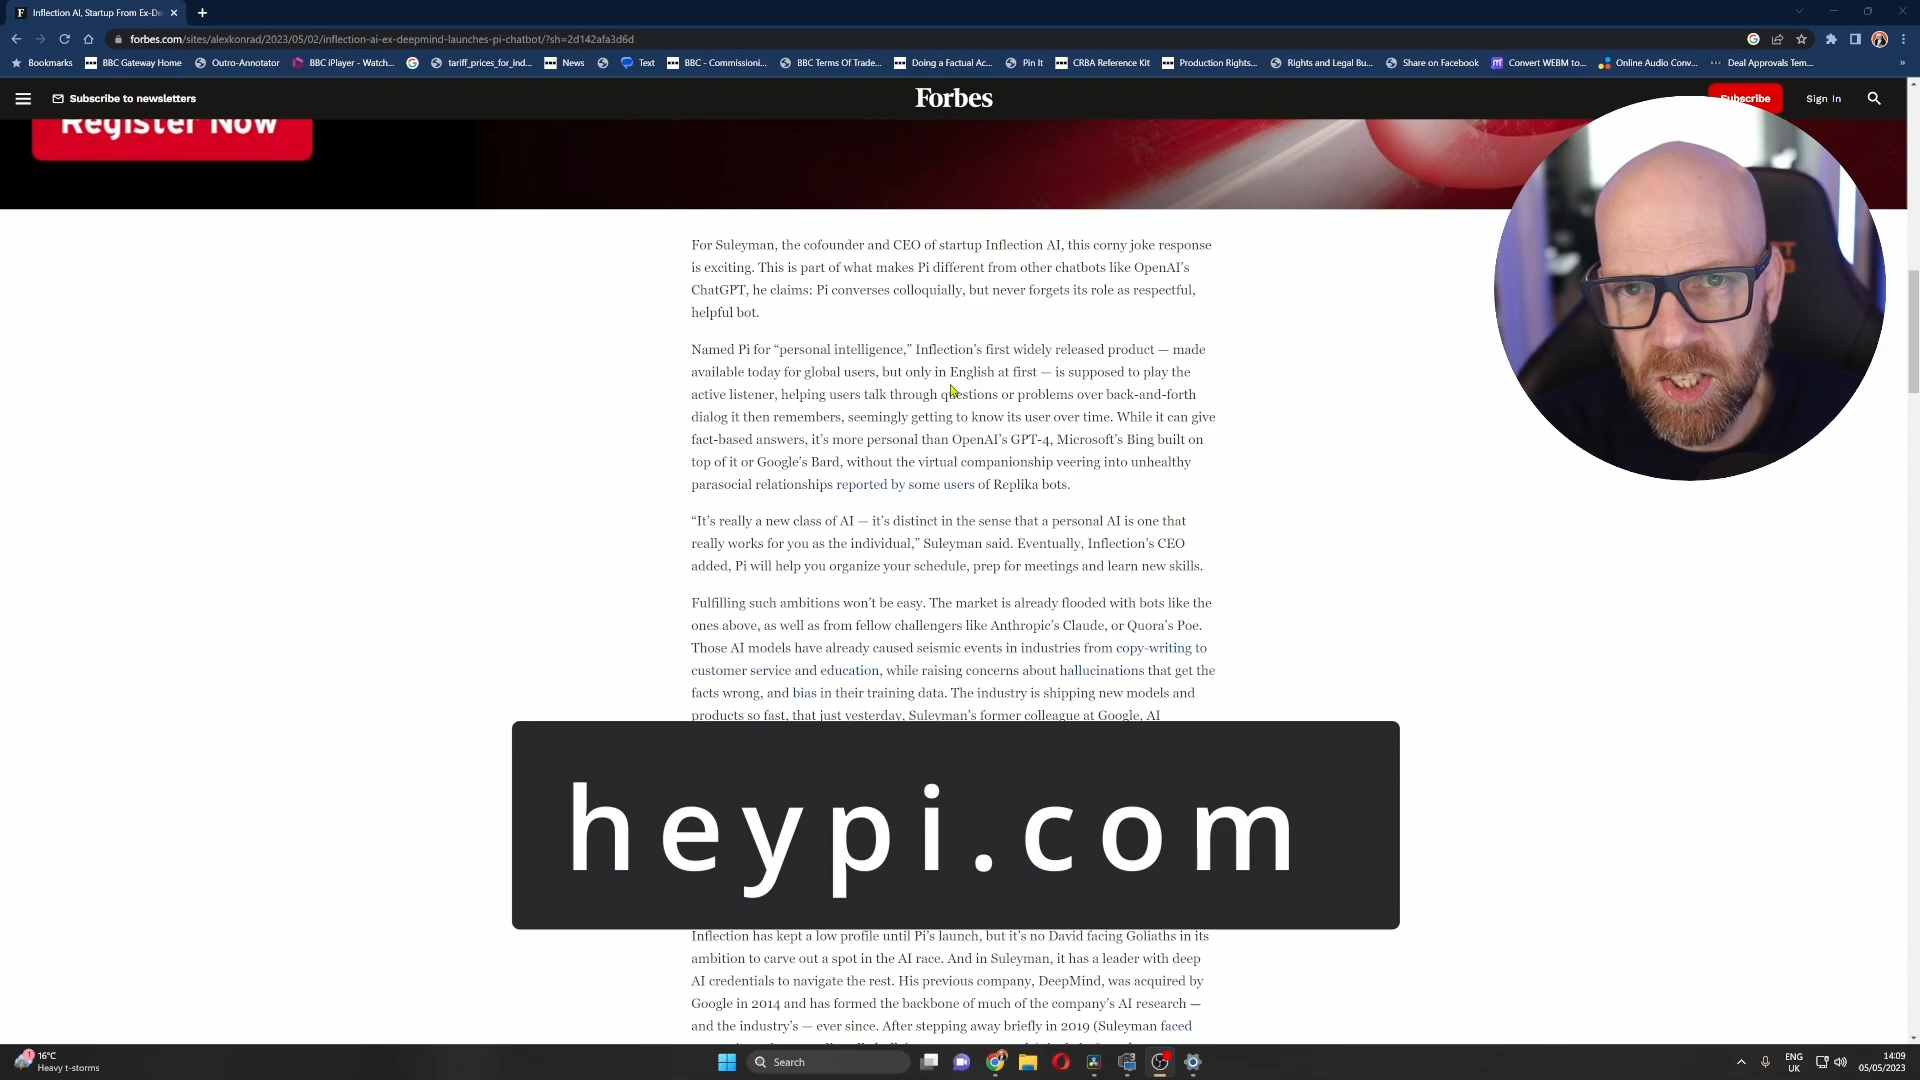 Inflection AI, Startup From Ex-De
forbes.com/sites/alexkonrad/2023/05/02/inflection-ai-ex-deepmind-launches-pi-chatbot/?sh=2d142afa3d6d
Bookmarks BBC Gateway Home Outro-Annotator BBC iPlayer - Watch... tariff_prices_for_ind... News Text BBC - Commissioni... BBC Terms Of Trade... Doing a Factual Ac... Pin It CRBA Reference Kit Production Rights... Rights and Legal Bu... Share on Facebook Convert WEBM to... Online Audio Conv... Deal Approvals Tem...
Subscribe to newsletters Forbes Subscribe Sign In
Register Now
For Suleyman, the cofounder and CEO of startup Inflection AI, this corny joke response
is exciting. This is part of what makes Pi different from other chatbots like OpenAI’s
ChatGPT, he claims: Pi converses colloquially, but never forgets its role as respectful,
helpful bot.
Named Pi for “personal intelligence,” Inflection’s first widely released product — made
available today for global users, but only in English at first — is supposed to play the
active listener, helping users talk through questions or problems over back-and-forth
dialog it then remembers, seemingly getting to know its user over time. While it can give
fact-based answers, it’s more personal than OpenAI’s GPT-4, Microsoft’s Bing built on
top of it or Google’s Bard, without the virtual companionship veering into unhealthy
parasocial relationships reported by some users of Replika bots.
“It’s really a new class of AI — it’s distinct in the sense that a personal AI is one that
really works for you as the individual,” Suleyman said. Eventually, Inflection’s CEO
added, Pi will help you organize your schedule, prep for meetings and learn new skills.
Fulfilling such ambitions won’t be easy. The market is already flooded with bots like the
ones above, as well as from fellow challengers like Anthropic’s Claude, or Quora’s Poe.
Those AI models have already caused seismic events in industries from copy-writing to
customer service and education, while raising concerns about hallucinations that get the
facts wrong, and bias in their training data. The industry is shipping new models and
products so fast, that just yesterday, Suleyman’s former colleague at Google, AI
heypi.com
Inflection has kept a low profile until Pi’s launch, but it’s no David facing Goliaths in its
ambition to carve out a spot in the AI race. And in Suleyman, it has a leader with deep
AI credentials to navigate the rest. His previous company, DeepMind, was acquired by
Google in 2014 and has formed the backbone of much of the company’s AI research —
and the industry’s — ever since. After stepping away briefly in 2019 (Suleyman faced
16°C
Heavy t-storms
Search
ENG
UK
14:09
05/05/2023